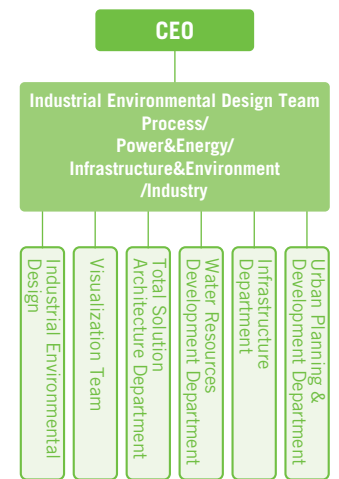 CEO
Industrial Environmental Design Team
Process/
Power&Energy/
Infrastructure&Environment
/Industry
Industrial Environmental
Design
Visualization Team
Total Solution
Architecture Department
Water Resources
Development Department
Infrastructure
Department
Urban Planning &
Development Department